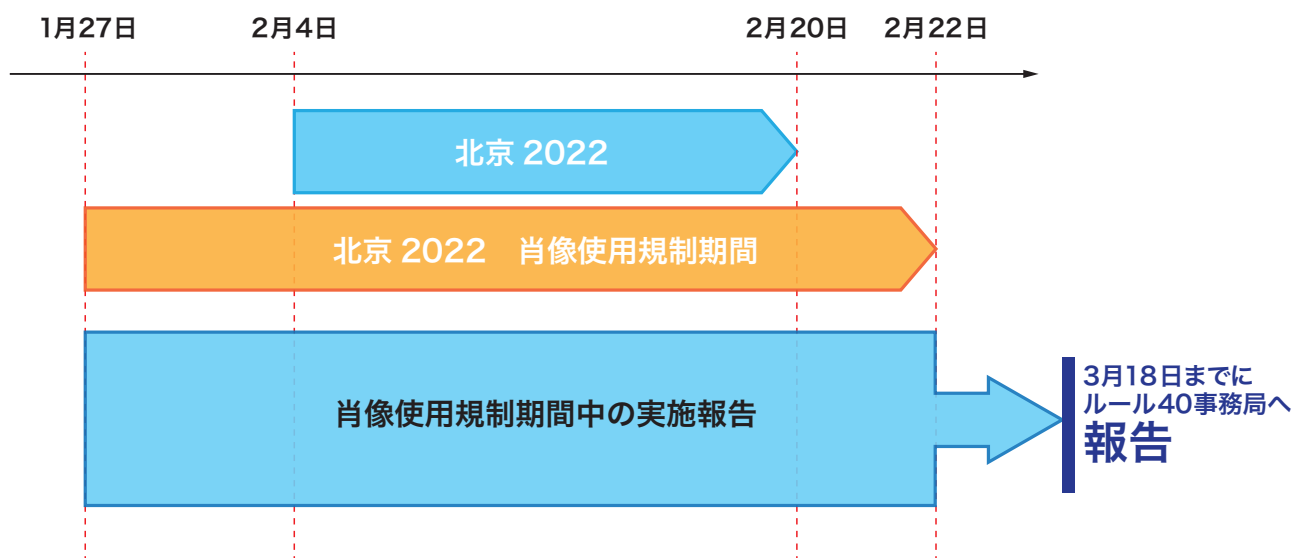 1月27日
2月4日
2月20日
2月22日
北京 2022
北京 2022　肖像使用規制期間
肖像使用規制期間中の実施報告
3月18日までに
ルール40事務局へ
報告